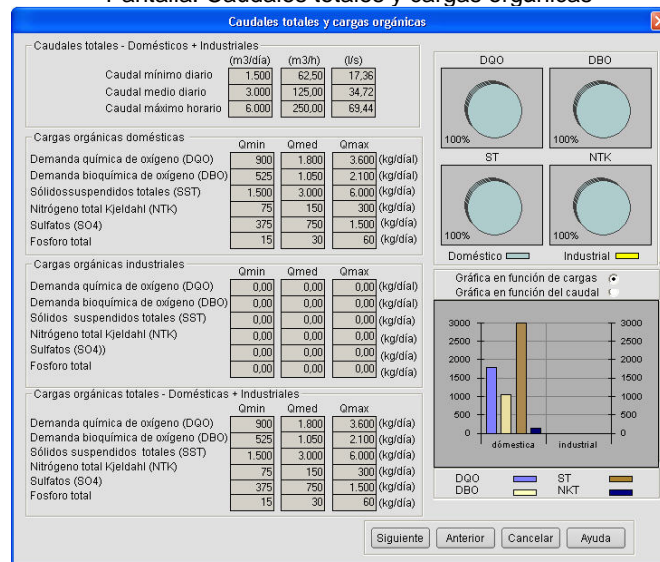 Pantalla: Caudales totales y cargas orgánicas
Caudales totales y cargas orgánicas
Caudales totales - Domésticos + Industriales
(m3/día) (m3/h) (l/s)
Caudal mínimo diario 1.500 62,50 17,36
Caudal medio diario 3.000 125,00 34,72
Caudal máximo horario 6.000 250,00 69,44
Cargas orgánicas domésticas
Qmin Qmed Qmax
Demanda química de oxígeno (DQO) 900 1.800 3.600 (kg/díal)
Demanda bioquímica de oxígeno (DBO) 525 1.050 2.100 (kg/día)
Sólidossuspendidos totales (SST) 1.500 3.000 6.000 (kg/día)
Nitrógeno total Kjeldahl (NTK) 75 150 300 (kg/día)
Sulfatos (SO4) 375 750 1.500 (kg/día)
Fosforo total 15 30 60 (kg/día)
Cargas orgánicas industriales
Qmin Qmed Qmax
Demanda química de oxígeno (DQO) 0,00 0,00 0,00 (kg/día)
Demanda bioquímica de oxígeno (DBO) 0,00 0,00 0,00 (kg/día)
Sólidos suspendidos totales (SST) 0,00 0,00 0,00 (kg/día)
Nitrógeno total Kjeldahl (NTK) 0,00 0,00 0,00 (kg/día)
Sulfatos (SO4)) 0,00 0,00 0,00 (kg/día)
Fosforo total 0,00 0,00 0,00 (kg/día)
Cargas orgánicas totales - Domésticas + Industriales
Qmin Qmed Qmax
Demanda química de oxígeno (DQO) 900 1.800 3.600 (kg/día)
Demanda bioquímica de oxígeno (DBO) 525 1.050 2.100 (kg/día)
Sólidos suspendidos totales (SST) 1.500 3.000 6.000 (kg/día)
Nitrógeno total Kjeldahl (NTK) 75 150 300 (kg/día)
Sulfatos (SO4) 375 750 1.500 (kg/día)
Fosforo total 15 30 60 (kg/día)
DQO DBO
100% 100%
ST NTK
100% 100%
Doméstico Industrial
Gráfica en función de cargas
Gráfica en función del caudal
3000 3000
2500 2500
2000 2000
1500 1500
1000 1000
500 500
0 0
dómestica industrial
DQO ST
DBO NKT
Siguiente Anterior Cancelar Ayuda